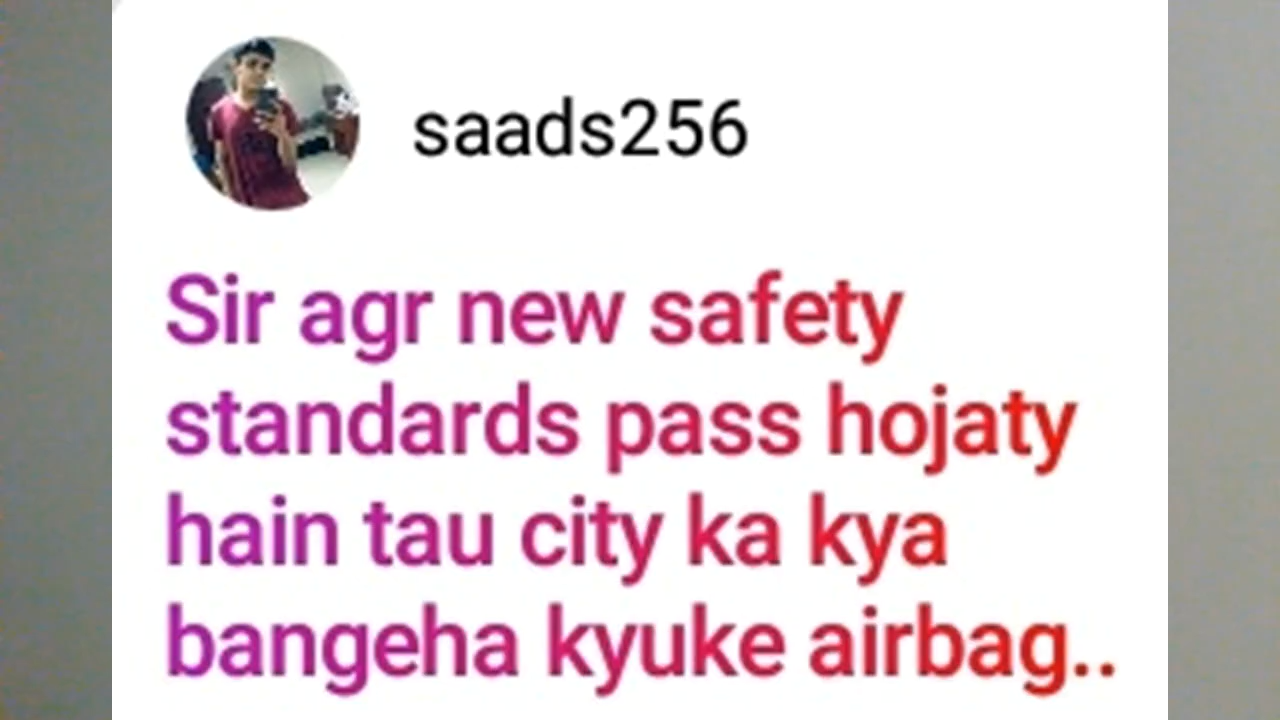 saads256
Sir agr new safety
standards pass hojaty
hain tau city ka kya
bangeha kyuke airbag..